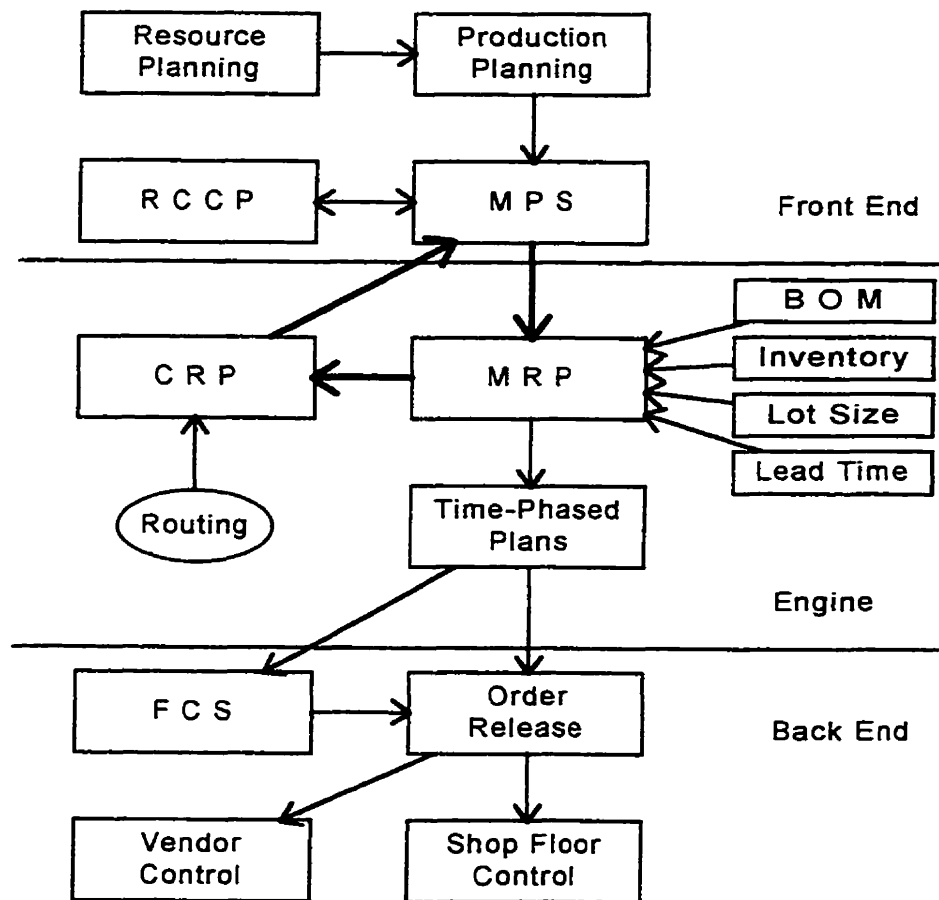 Resource
Planning
Production
Planning
R C C P
M P S
Front End
B O M
Inventory
C R P
M R P
Lot Size
Lead Time
Routing
Time-Phased
Plans
Engine
F C S
Order
Release
Back End
Vendor
Control
Shop Floor
Control